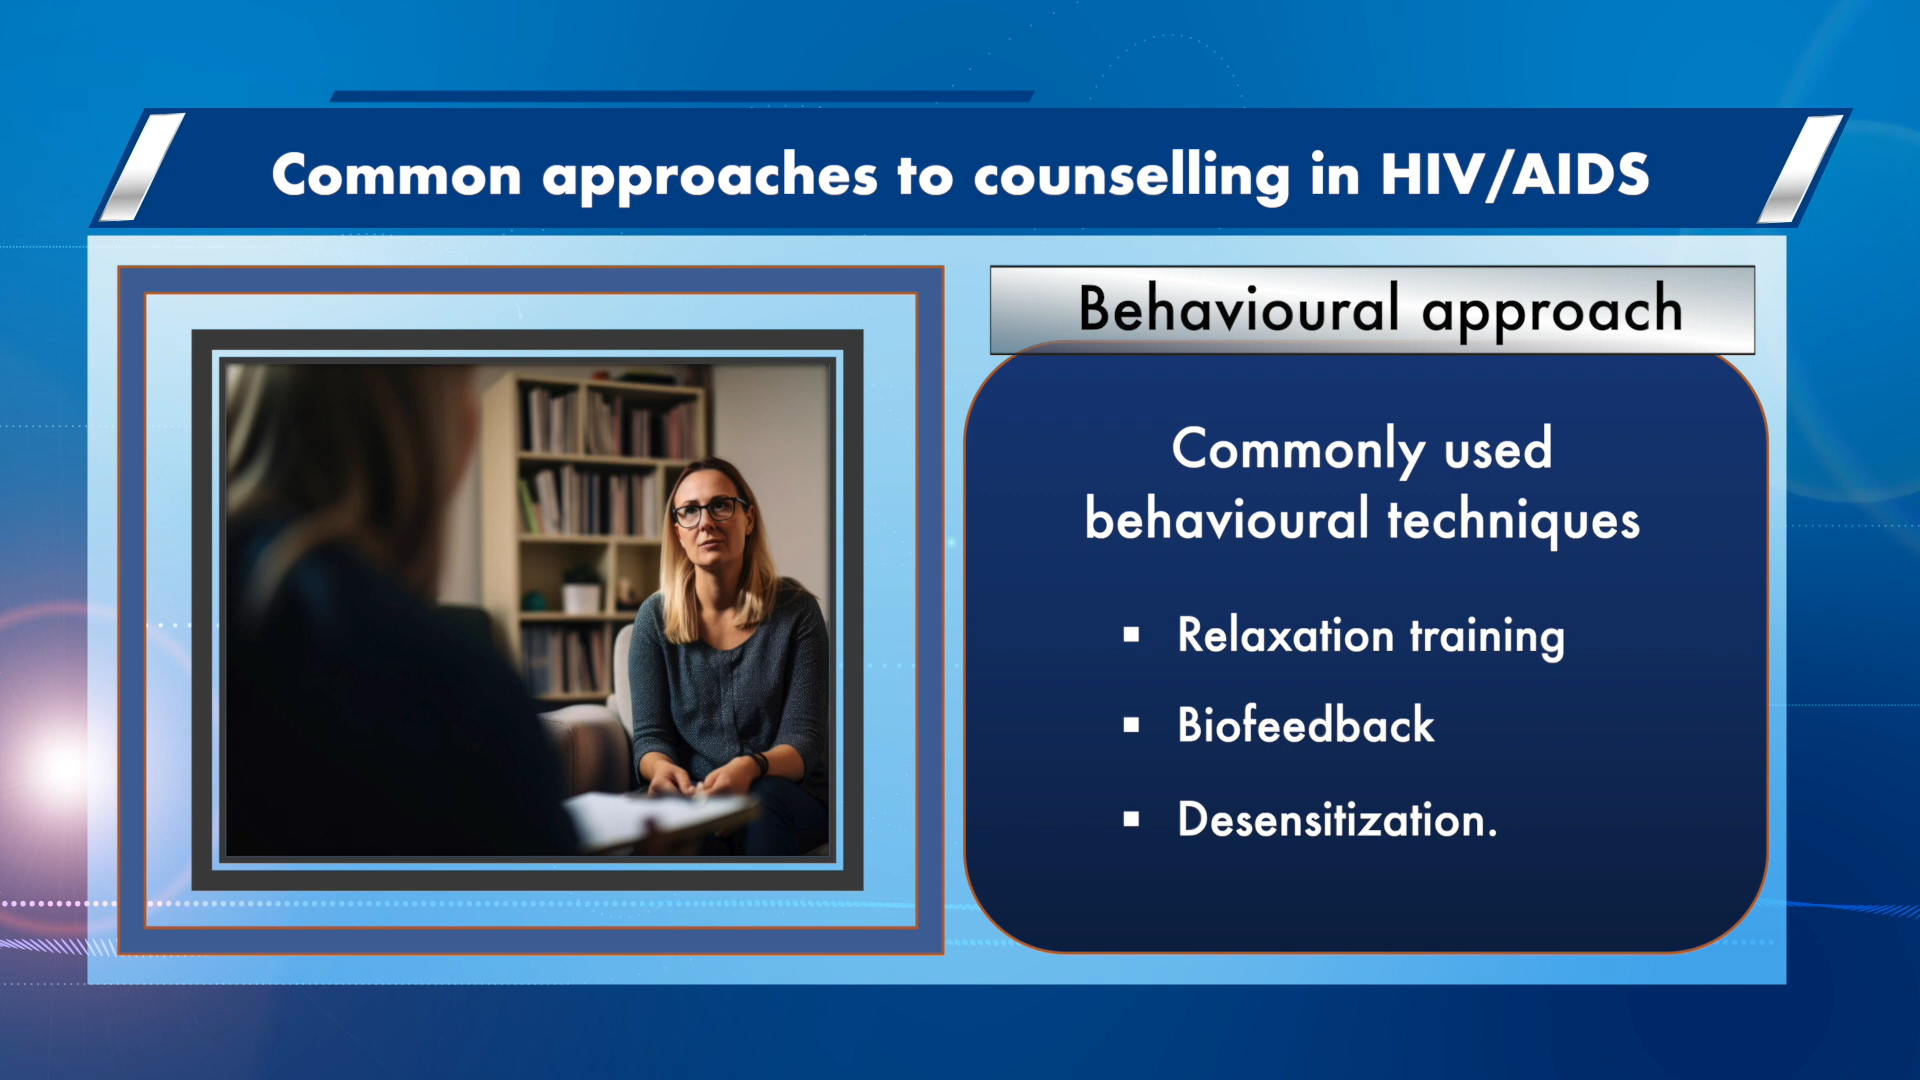 Common approaches to counselling in HIV/AIDS
Behavioural approach
Commonly used
behavioural techniques
▪ Relaxation training
▪ Biofeedback
▪ Desensitization.